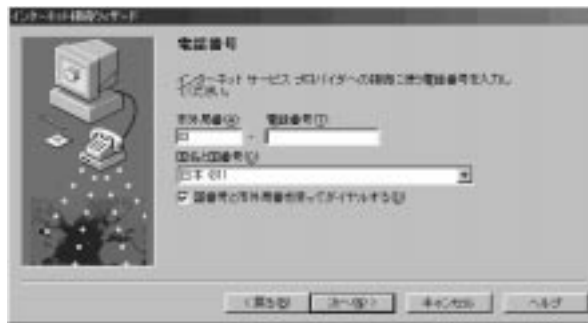 インターネット接続ウィザード
電話番号
インターネット サービス プロバイダへの接続に使う電話番号を入力し
てください。
市外局番(A) 電話番号(T)
-
国名と国番号(C)
日本 (81)
国番号と市外局番を使ってダイヤルする(U)
< 戻る(B) 次へ(N) > キャンセル ヘルプ